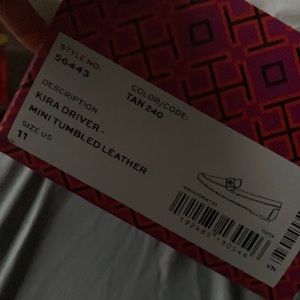 STYLE NO:
56443
COLOR/CODE:
TAN 240
DESCRIPTION
KIRA DRIVER -
MINI TUMBLED LEATHER
SIZE US
11
VN